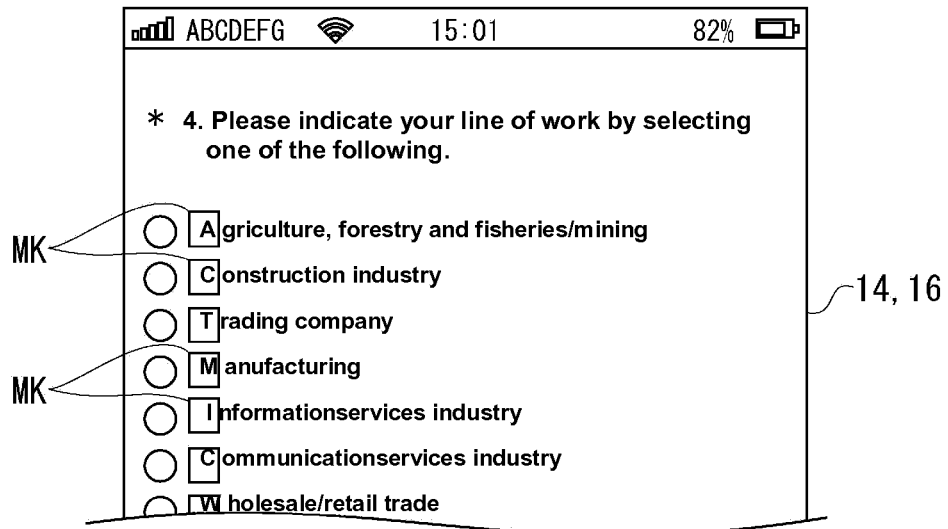 ABCDEFG 15:01 82%
* 4. Please indicate your line of work by selecting
one of the following.
Agriculture, forestry and fisheries/mining
MK
Construction industry
14, 16
Trading company
Manufacturing
MK
Informationservices industry
Communicationservices industry
Wholesale/retail trade